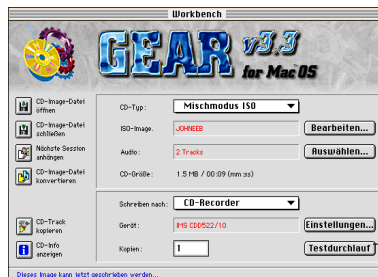 Workbench
GEAR v3.3
for Mac OS
CD-Image-Datei
öffnen
CD-Image-Datei
schließen
Nächste Session
anhängen
CD-Image-Datei
konvertieren
CD-Typ: Mischmodus ISO
ISO-Image. JOHNEEB Bearbeiten...
Audio: 2 Tracks Auswählen...
CD-Größe: 1.5 MB / 00:09 (mm:ss)
CD-Track
kopieren
CD-Info
anzeigen
Schreiben nach: CD-Recorder
Gerät: IMS CDD522/10 Einstellungen...
Kopien: 1 Testdurchlauf
Dieses Image kann jetzt geschrieben werden...